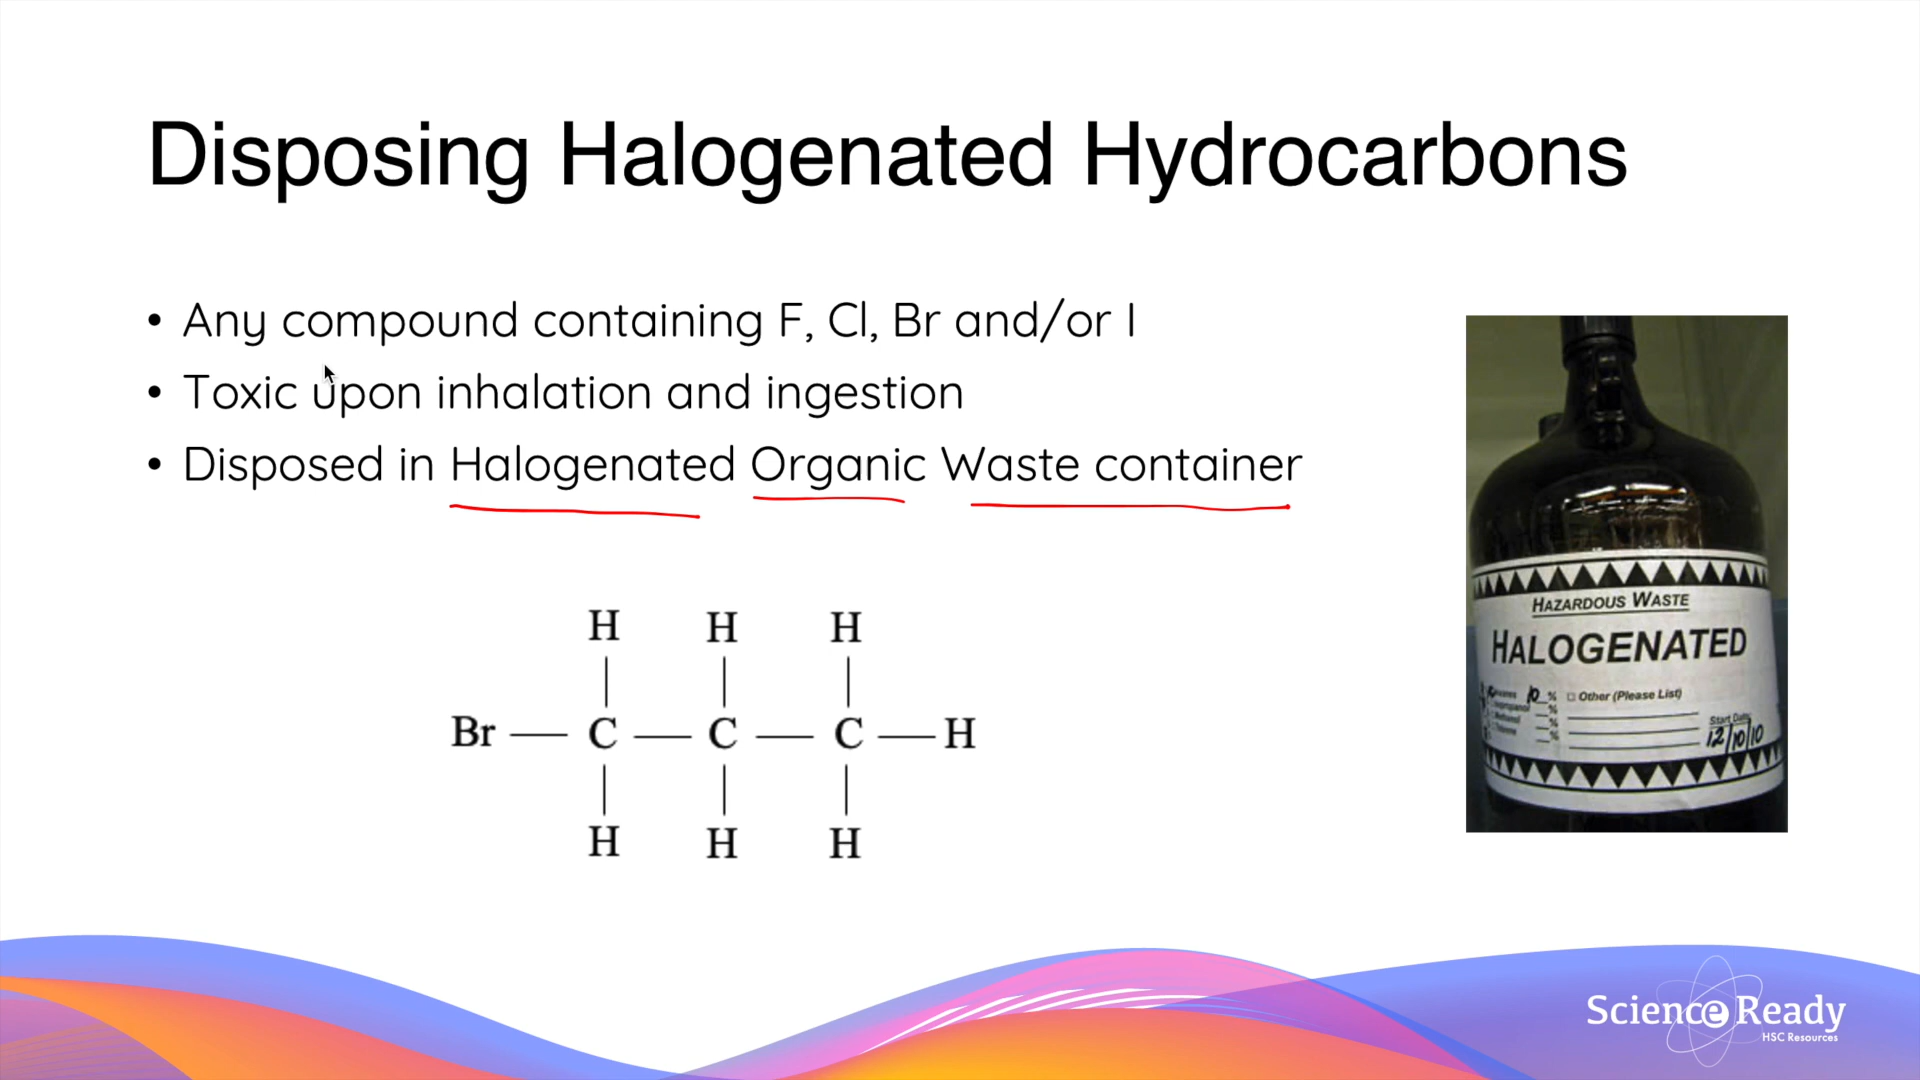 Disposing Halogenated Hydrocarbons
• Any compound containing F, Cl, Br and/or I
• Toxic upon inhalation and ingestion
• Disposed in Halogenated Organic Waste container
H H H
Br C C C H
H H H
HAZARDOUS WASTE
HALOGENATED
10 % Other (Please List)
%
%
%
Start Date
12/10/10
Science Ready
HSC Resources